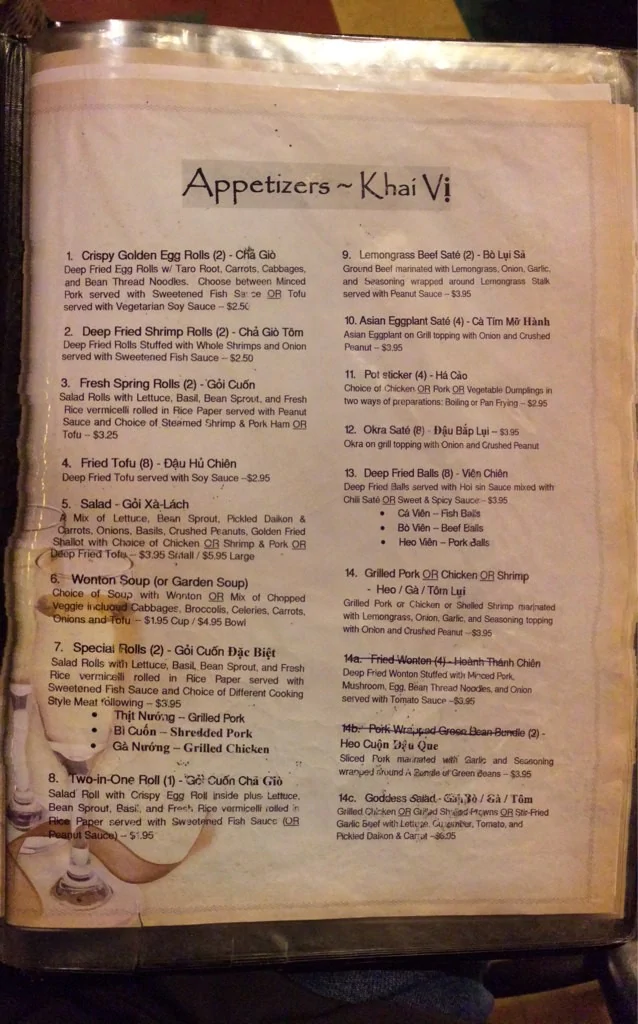 Appetizers ~ Khai Vị
1. Crispy Golden Egg Rolls (2) - Chả Giò
Deep Fried Egg Rolls w/ Taro Root, Carrots, Cabbages,
and Bean Thread Noodles. Choose between Minced
Pork served with Sweetened Fish Sauce OR Tofu
served with Vegetarian Soy Sauce ~ $2.50
2. Deep Fried Shrimp Rolls (2) - Chả Giò Tôm
Deep Fried Rolls Stuffed with Whole Shrimps and Onion
served with Sweetened Fish Sauce ~ $2.50
3. Fresh Spring Rolls (2) - Gỏi Cuốn
Salad Rolls with Lettuce, Basil, Bean Sprout, and Fresh
Rice vermicelli rolled in Rice Paper served with Peanut
Sauce and Choice of Steamed Shrimp & Pork Ham OR
Tofu ~ $3.25
4. Fried Tofu (8) - Đậu Hủ Chiên
Deep Fried Tofu served with Soy Sauce ~$2.95
5. Salad - Gỏi Xà-Lách
A Mix of Lettuce, Bean Sprout, Pickled Daikon &
Carrots, Onions, Basils, Crushed Peanuts, Golden Fried
Shallot with Choice of Chicken OR Shrimp & Pork OR
Deep Fried Tofu ~ $3.95 Small / $5.95 Large
6. Wonton Soup (or Garden Soup)
Choice of Soup with Wonton OR Mix of Chopped
Veggie included Cabbages, Broccolis, Celeries, Carrots,
Onions and Tofu ~ $1.95 Cup / $4.95 Bowl
7. Special Rolls (2) - Gỏi Cuốn Đặc Biệt
Salad Rolls with Lettuce, Basil, Bean Sprout, and Fresh
Rice vermicelli rolled in Rice Paper served with
Sweetened Fish Sauce and Choice of Different Cooking
Style Meat following ~ $3.95
• Thịt Nướng – Grilled Pork
• Bì Cuốn – Shredded Pork
• Gà Nướng – Grilled Chicken
8. Two-in-One Roll (1) - Gỏi Cuốn Chả Giò
Salad Roll with Crispy Egg Roll inside plus Lettuce,
Bean Sprout, Basil, and Fresh Rice vermicelli rolled in
Rice Paper served with Sweetened Fish Sauce (OR
Peanut Sauce) ~ $1.95
9. Lemongrass Beef Saté (2) - Bò Lụi Sả
Ground Beef marinated with Lemongrass, Onion, Garlic,
and Seasoning wrapped around Lemongrass Stalk
served with Peanut Sauce ~ $3.95
10. Asian Eggplant Saté (4) - Cà Tím Mỡ Hành
Asian Eggplant on Grill topping with Onion and Crushed
Peanut ~ $3.95
11. Pot sticker (4) - Há Cảo
Choice of Chicken OR Pork OR Vegetable Dumplings in
two ways of preparations: Boiling or Pan Frying ~ $2.95
12. Okra Saté (8) - Đậu Bắp Lụi ~ $3.95
Okra on grill topping with Onion and Crushed Peanut
13. Deep Fried Balls (8) - Viên Chiên
Deep Fried Balls served with Hoi sin Sauce mixed with
Chili Saté OR Sweet & Spicy Sauce ~ $3.95
• Cá Viên – Fish Balls
• Bò Viên – Beef Balls
• Heo Viên – Pork Balls
14. Grilled Pork OR Chicken OR Shrimp
- Heo / Gà / Tôm Lụi
Grilled Pork or Chicken or Shelled Shrimp marinated
with Lemongrass, Onion, Garlic, and Seasoning topping
with Onion and Crushed Peanut ~$3.95
14a. Fried Wonton (4) - Hoành Thánh Chiên
Deep Fried Wonton Stuffed with Minced Pork,
Mushroom, Egg, Bean Thread Noodles, and Onion
served with Tomato Sauce ~$3.95
14b. Pork Wrapped Green Bean Bundle (2) -
Heo Cuộn Đậu Que
Sliced Pork marinated with Garlic and Seasoning
wrapped around A Bundle of Green Beans ~ $3.95
14c. Goddess Salad - Gỏi Bò / Gà / Tôm
Grilled Chicken OR Grilled Shelled Prawns OR Stir-Fried
Garlic Beef with Lettuce, Cucumber, Tomato, and
Pickled Daikon & Carrot